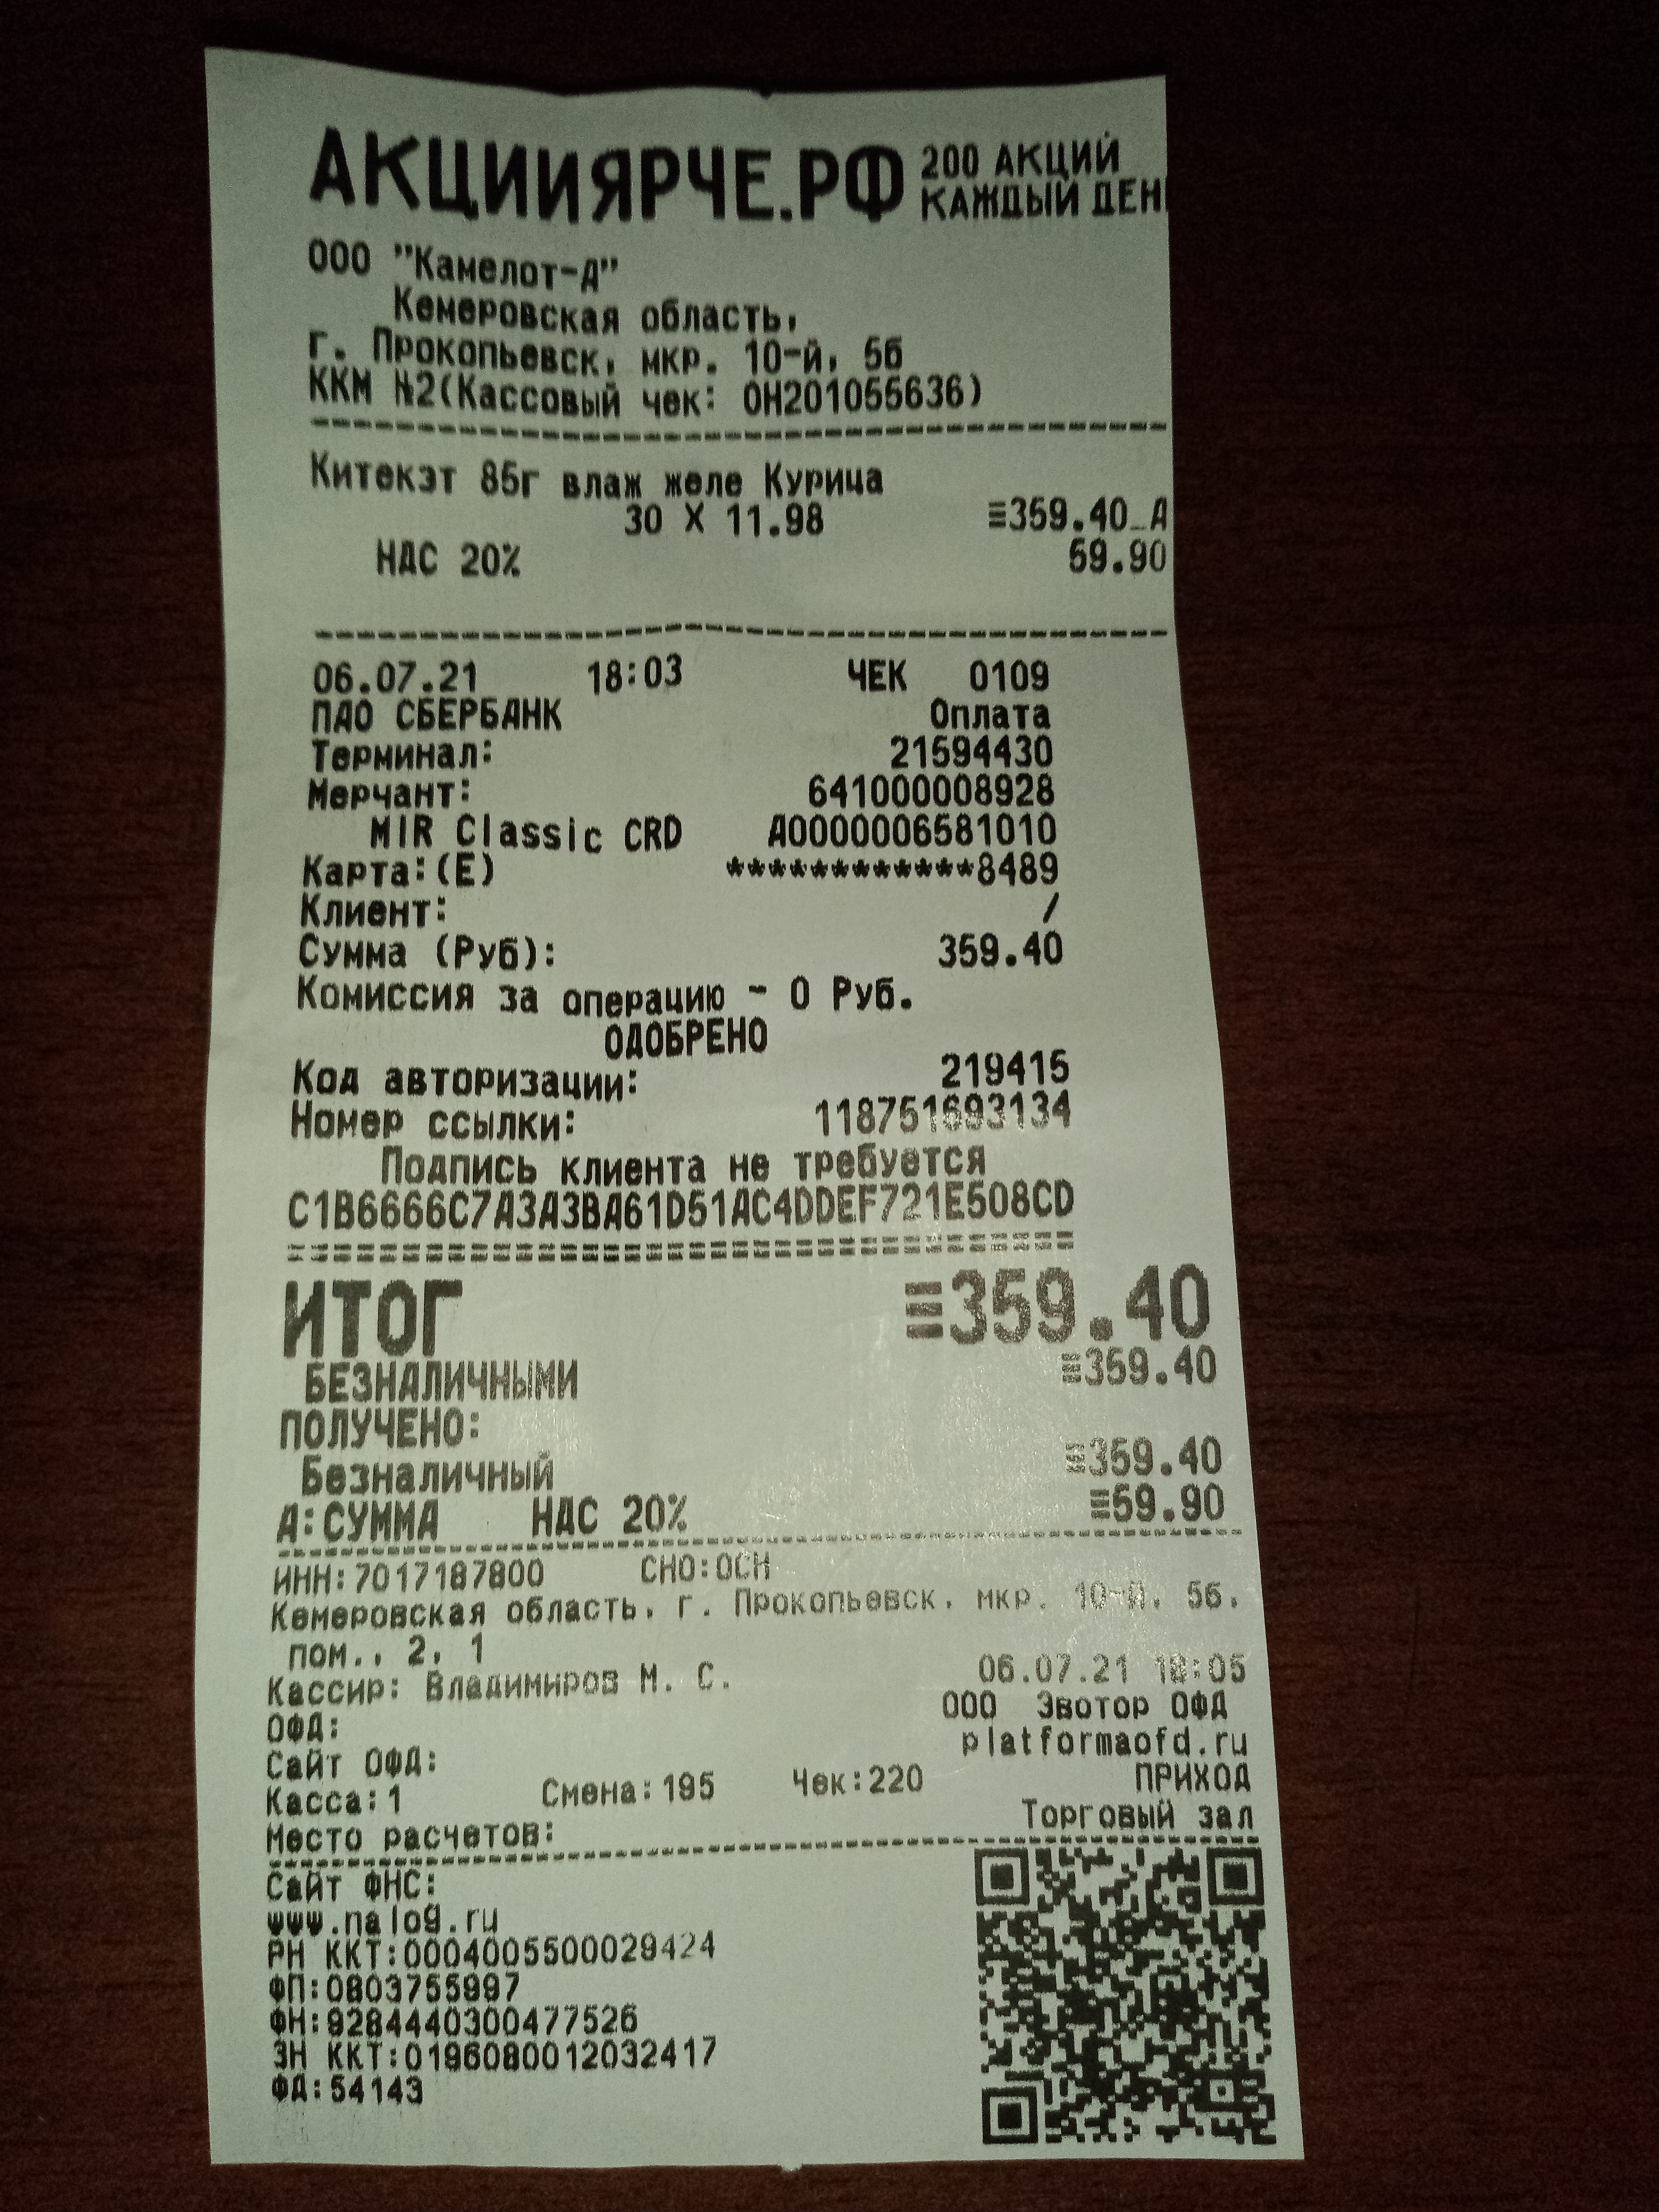 АКЦИИЯРЧЕ.РФ 200 АКЦИЙ
КАЖДЫЙ ДЕН
ООО "Камелот-А"
Кемеровская область,
г. Прокопьевск, мкр. 10-й, 5б
ККМ №2(Кассовый чек: ОН201055636)
Китекэт 85г влаж желе Курица
30 X 11.98 ≡359.40_А
НДС 20% 59.90
06.07.21 18:03 ЧЕК 0109
ПАО СБЕРБАНК Оплата
Терминал: 21594430
Мерчант: 641000008928
MIR Classic CRD A0000006581010
Карта:(E) ************8489
Клиент: /
Сумма (Руб): 359.40
Комиссия за операцию - 0 Руб.
ОДОБРЕНО
Код авторизации: 219415
Номер ссылки: 118751693134
Подпись клиента не требуется
C1B6666C7A3A3BA61D51AC4DDEF721E508CD
======================================
ИТОГ ≡359.40
БЕЗНАЛИЧНЫМИ ≡359.40
ПОЛУЧЕНО:
Безналичный ≡359.40
А:СУММА НДС 20% ≡59.90
ИНН:7017187800 СНО:ОСН
Кемеровская область, г. Прокопьевск, мкр. 10-й, 5б,
пом., 2, 1
Кассир: Владимиров М. С. 06.07.21 18:05
ОФД: ООО Эвотор ОФД
Сайт ОФД: platformaofd.ru
Касса:1 Смена:195 Чек:220 ПРИХОД
Место расчетов: Торговый зал
Сайт ФНС:
www.nalog.ru
РН ККТ:0004005500029424
ФП:0803755997
ФН:9284440300477526
ЗН ККТ:0196080012032417
ФД:54143